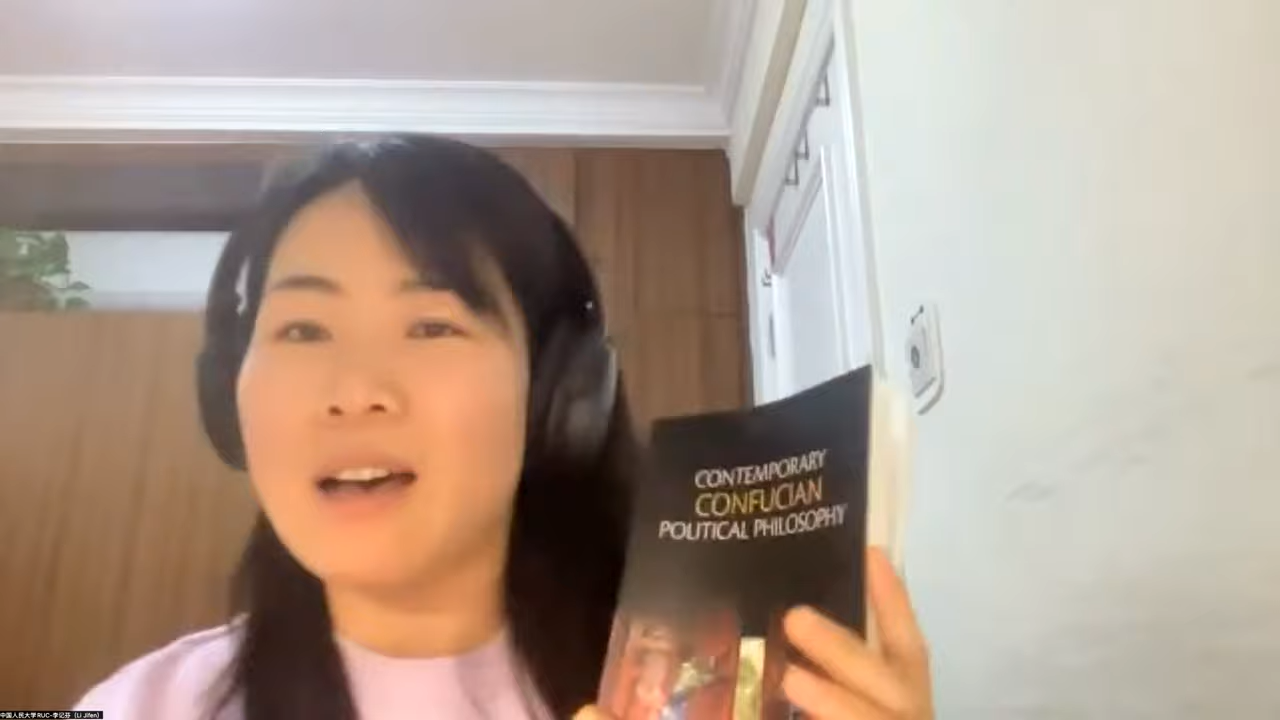 CONTEMPORARY
CONFUCIAN
POLITICAL PHILOSOPHY
中国人民大学RUC-李记芬 (Li Jifen)